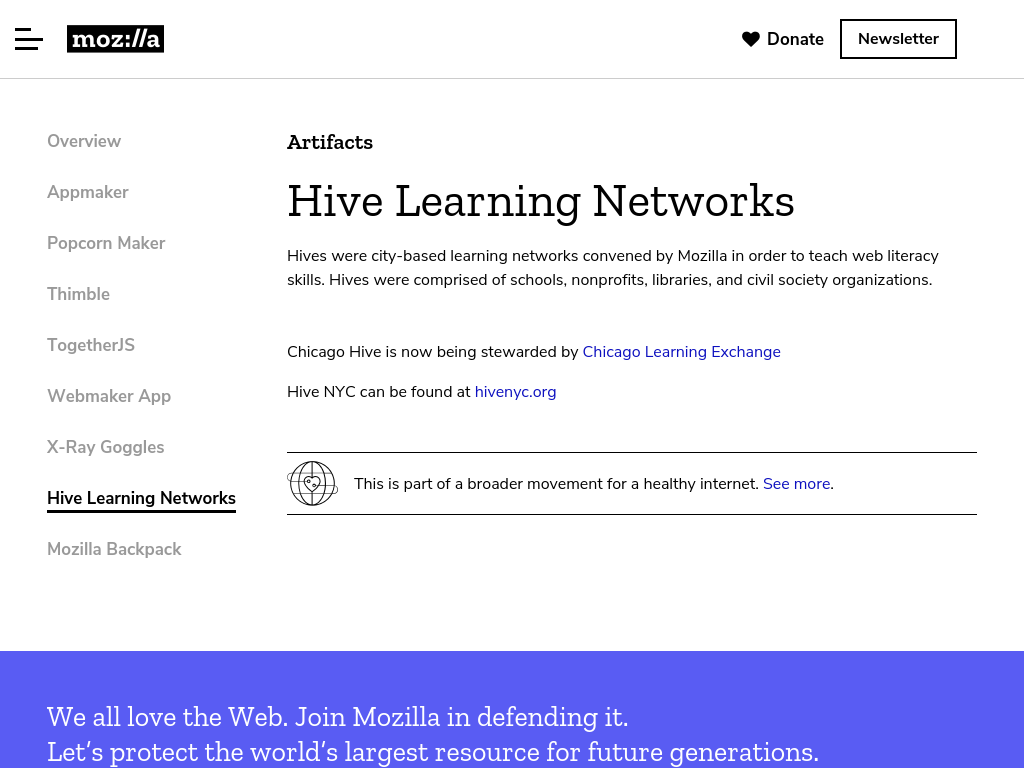 moz://a
Donate
Newsletter
Overview
Appmaker
Popcorn Maker
Thimble
TogetherJS
Webmaker App
X-Ray Goggles
Hive Learning Networks
Mozilla Backpack
Artifacts
Hive Learning Networks
Hives were city-based learning networks convened by Mozilla in order to teach web literacy
skills. Hives were comprised of schools, nonprofits, libraries, and civil society organizations.
Chicago Hive is now being stewarded by Chicago Learning Exchange
Hive NYC can be found at hivenyc.org
This is part of a broader movement for a healthy internet. See more.
We all love the Web. Join Mozilla in defending it.
Let’s protect the world’s largest resource for future generations.